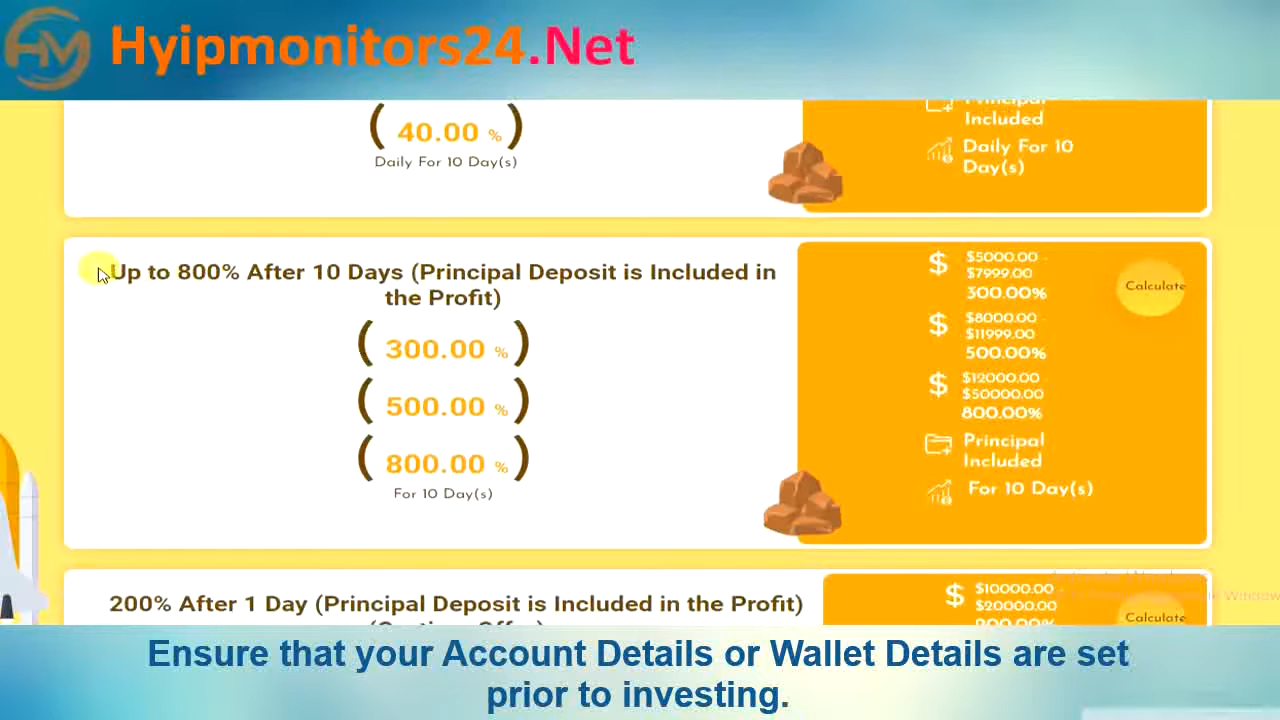 HM
Hyipmonitors24.Net
( 40.00 % )
Daily For 10 Day(s)
Principal
Included
Daily For 10
Day(s)
Up to 800% After 10 Days (Principal Deposit is Included in
the Profit)
( 300.00 % )
( 500.00 % )
( 800.00 % )
For 10 Day(s)
$ $5000.00 -
$7999.00
300.00%
Calculate
$ $8000.00 -
$11999.00
500.00%
$ $12000.00 -
$50000.00
800.00%
Principal
Included
For 10 Day(s)
200% After 1 Day (Principal Deposit is Included in the Profit)
$ $10000.00 -
$20000.00
200.00%
Calculate
Ensure that your Account Details or Wallet Details are set
prior to investing.